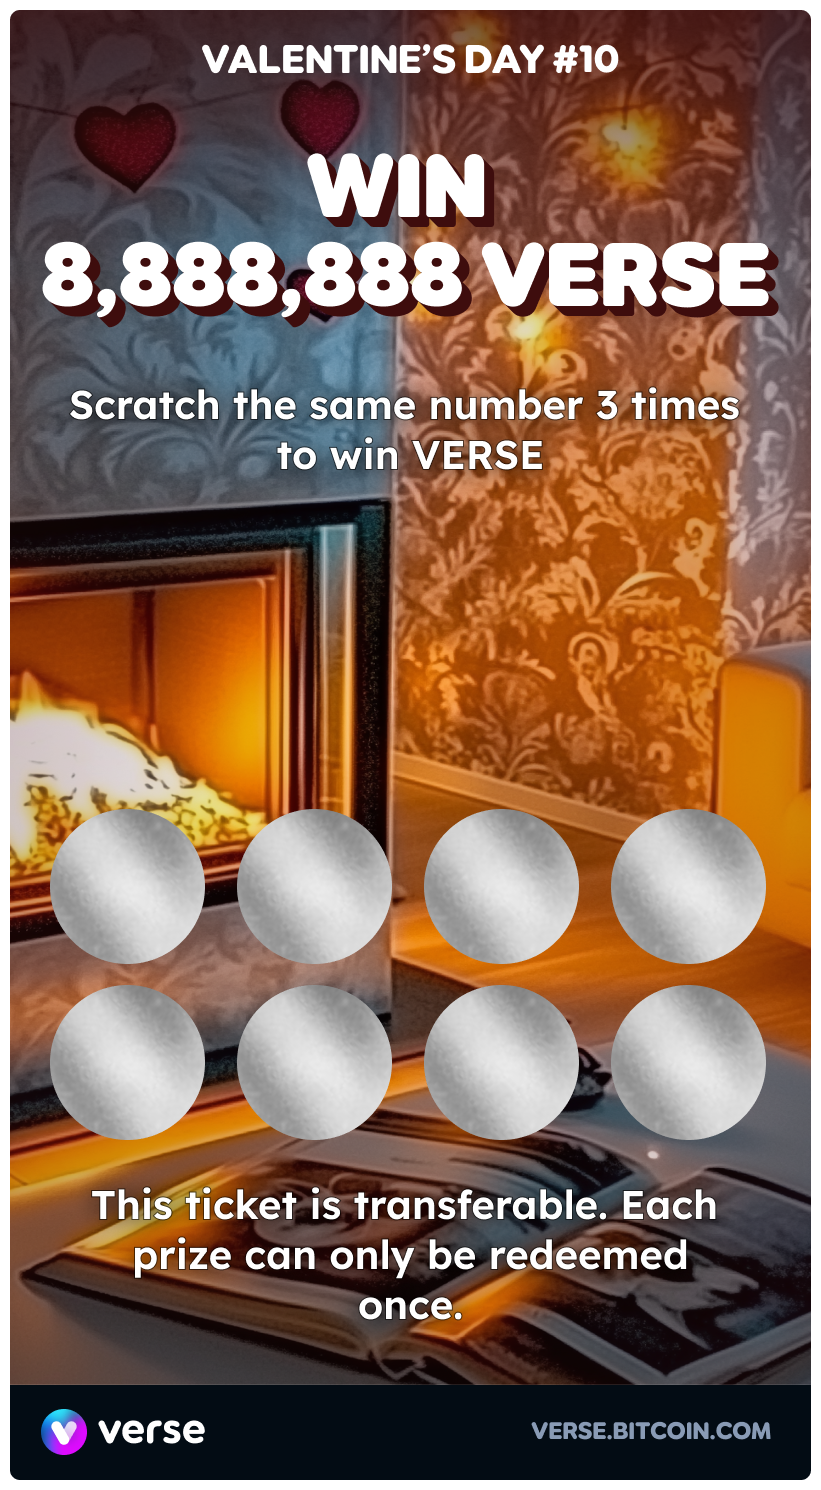 VALENTINE’S DAY #10
WIN
8,888,888 VERSE
Scratch the same number 3 times
to win VERSE
This ticket is transferable. Each
prize can only be redeemed
once.
verse
VERSE.BITCOIN.COM